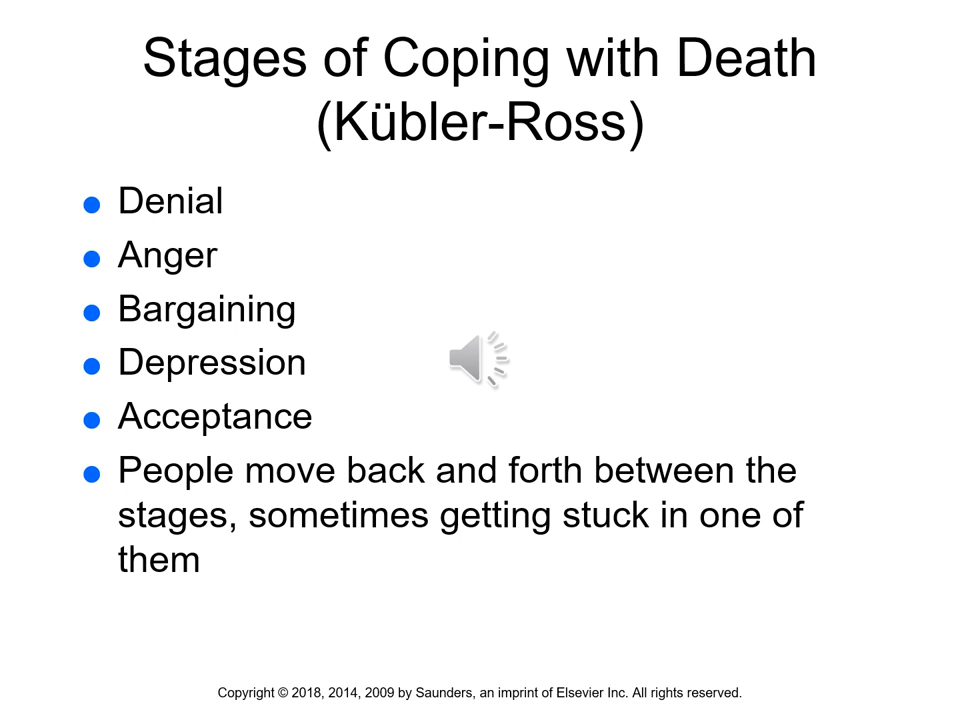 Stages of Coping with Death
(Kübler-Ross)
Denial
Anger
Bargaining
Depression
Acceptance
People move back and forth between the
stages, sometimes getting stuck in one of
them
Copyright © 2018, 2014, 2009 by Saunders, an imprint of Elsevier Inc. All rights reserved.